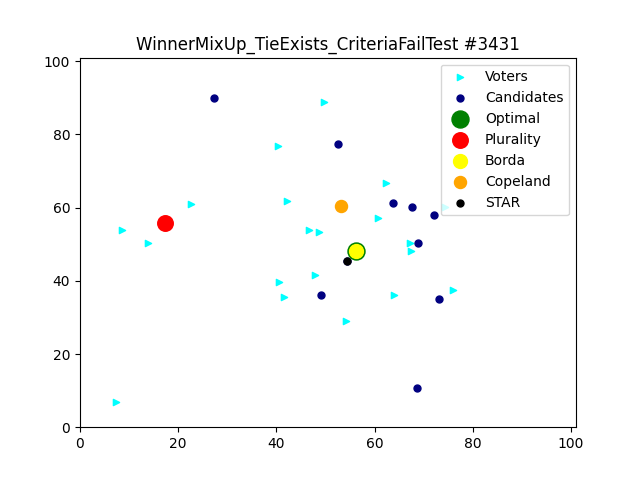 WinnerMixUp_TieExists_CriteriaFailTest #3431
100
80
60
40
20
0
0 20 40 60 80 100
Voters
Candidates
Optimal
Plurality
Borda
Copeland
STAR